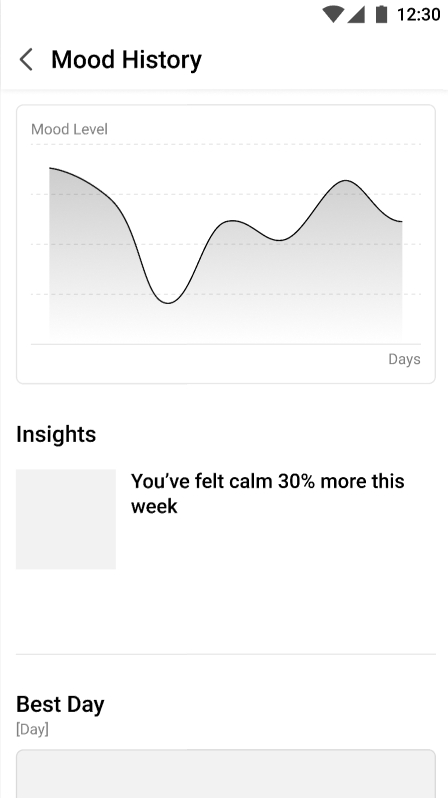 12:30
Mood History
Mood Level
Days
Insights
You’ve felt calm 30% more this
week
Best Day
[Day]